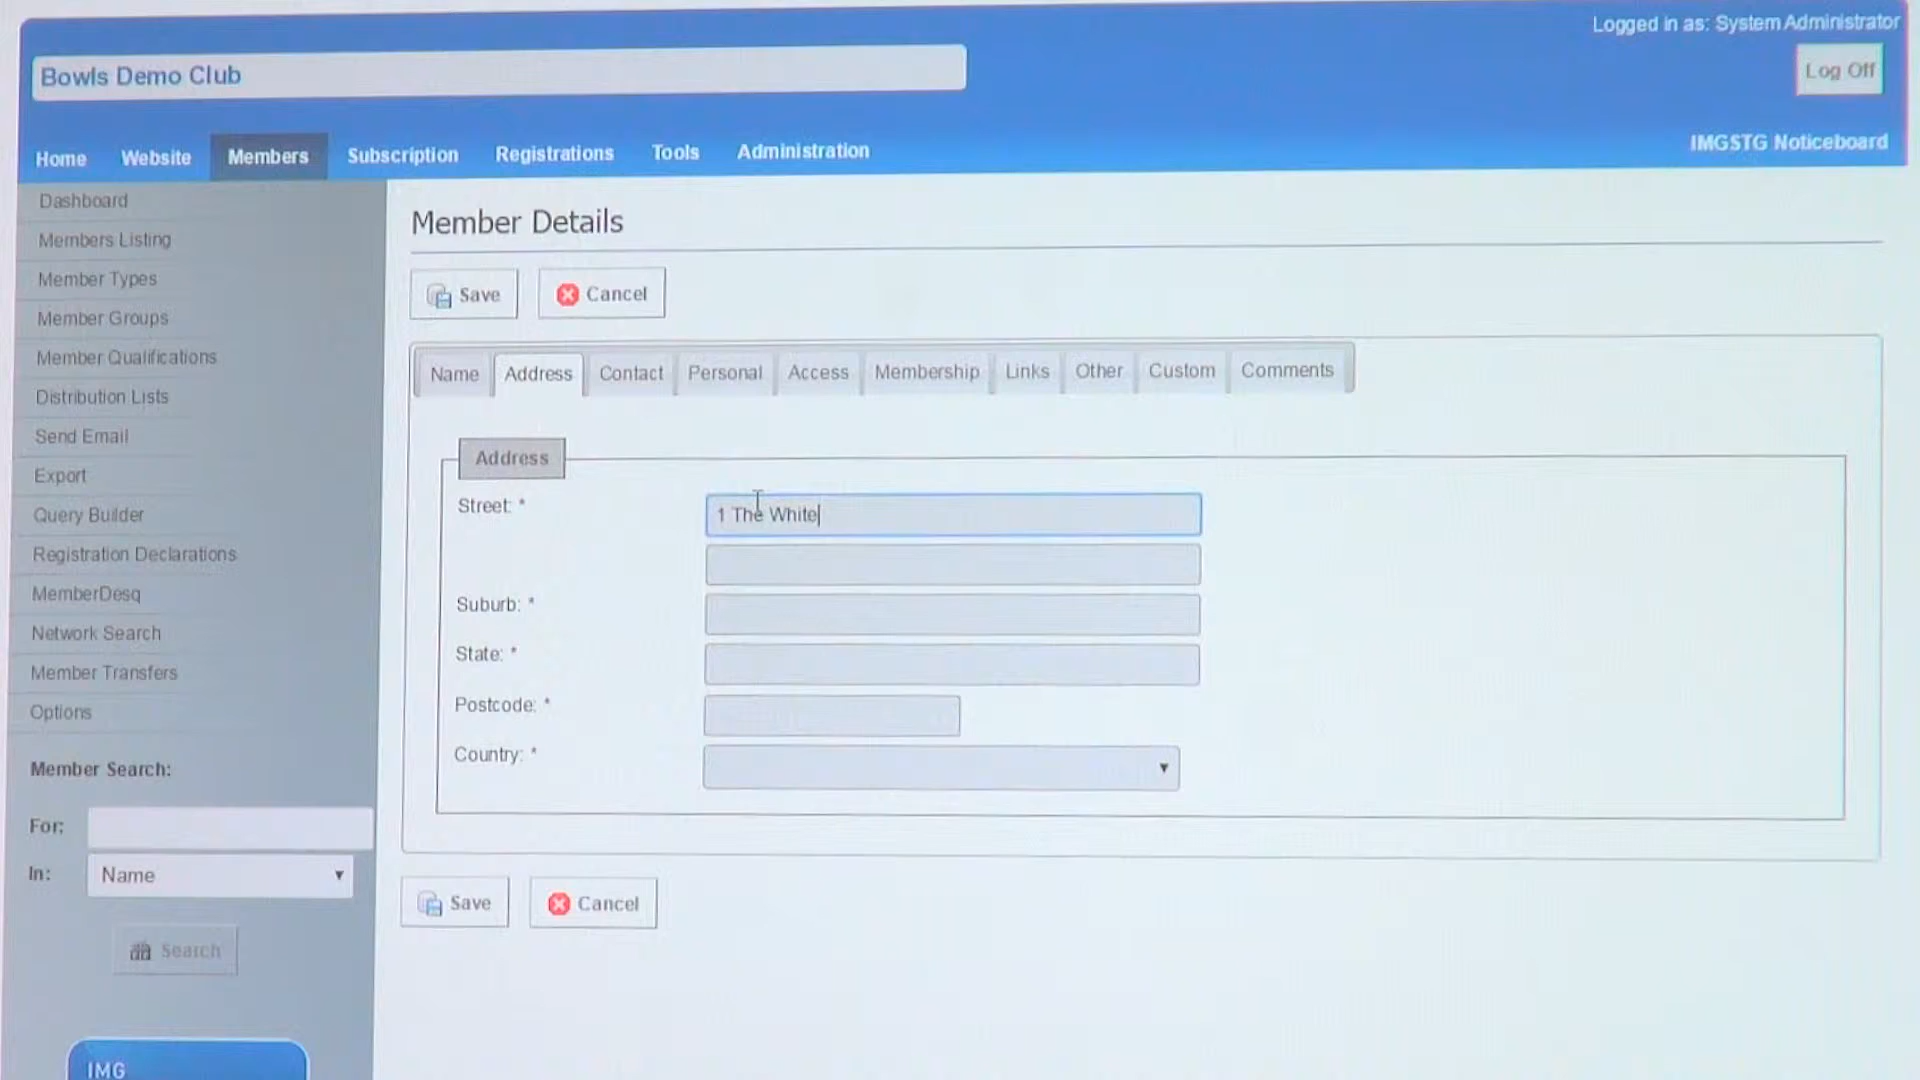 Logged in as: System Administrator
Bowls Demo Club
Log Off
Home Website Members Subscription Registrations Tools Administration
IMGSTG Noticeboard
Dashboard
Members Listing
Member Types
Member Groups
Member Qualifications
Distribution Lists
Send Email
Export
Query Builder
Registration Declarations
MemberDesq
Network Search
Member Transfers
Options
Member Search:
For:
In: Name
Search
IMG
Member Details
Save Cancel
Name Address Contact Personal Access Membership Links Other Custom Comments
Address
Street: * 1 The White
Suburb: *
State: *
Postcode: *
Country: *
Save Cancel